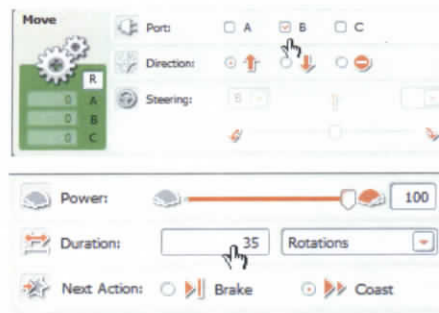 Move
Port: A B C
R
Direction:
0 A
Steering:
0 B
0 C
Power: 100
Duration: 35 Rotations
Next Action: Brake Coast